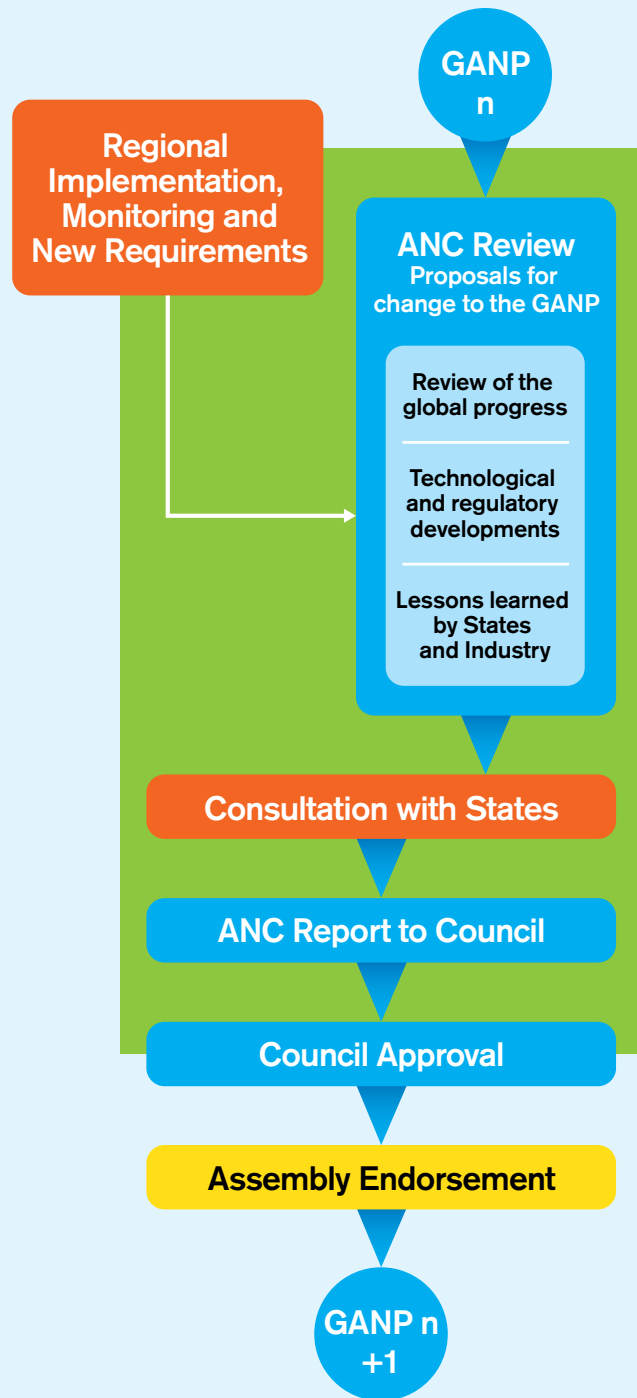 GANP
n
Regional
Implementation,
Monitoring and
New Requirements
ANC Review
Proposals for
change to the GANP
Review of the
global progress
Technological
and regulatory
developments
Lessons learned
by States
and Industry
Consultation with States
ANC Report to Council
Council Approval
Assembly Endorsement
GANP n
+1